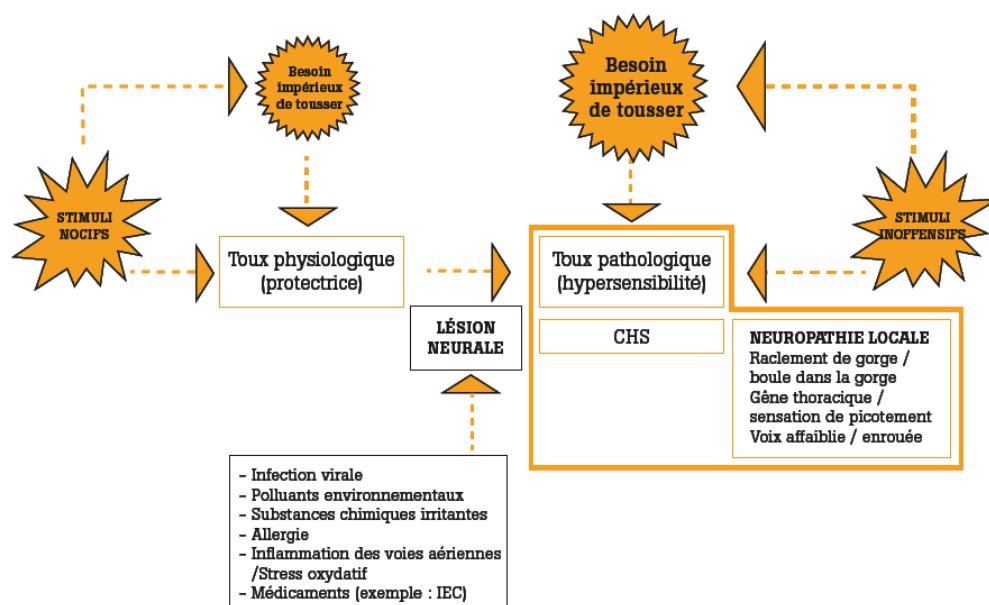 Besoin
impérieux
de tousser
Besoin
impérieux
de tousser
STIMULI
NOCIFS
STIMULI
INOFFENSIFS
Toux physiologique
(protectrice)
Toux pathologique
(hypersensibilité)
LÉSION
NEURALE
CHS
NEUROPATHIE LOCALE
Raclement de gorge /
boule dans la gorge
Gêne thoracique /
sensation de picotement
Voix affaiblie / enrouée
– Infection virale
– Polluants environnementaux
– Substances chimiques irritantes
– Allergie
– Inflammation des voies aériennes
/Stress oxydatif
– Médicaments (exemple : IEC)